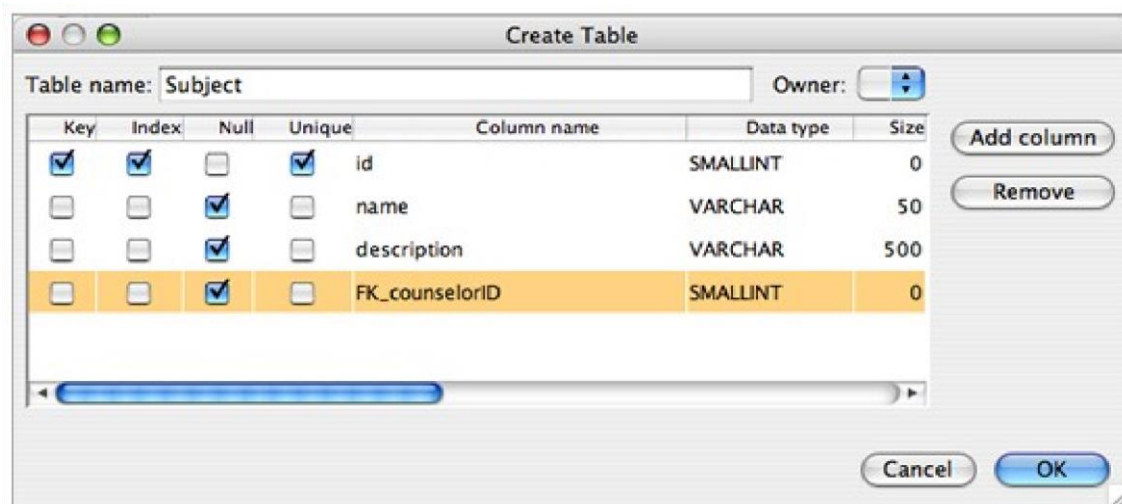 Create Table
Table name: Subject Owner:
Key Index Null Unique Column name Data type Size
id SMALLINT 0
name VARCHAR 50
description VARCHAR 500
FK_counselorID SMALLINT 0
Add column
Remove
Cancel OK